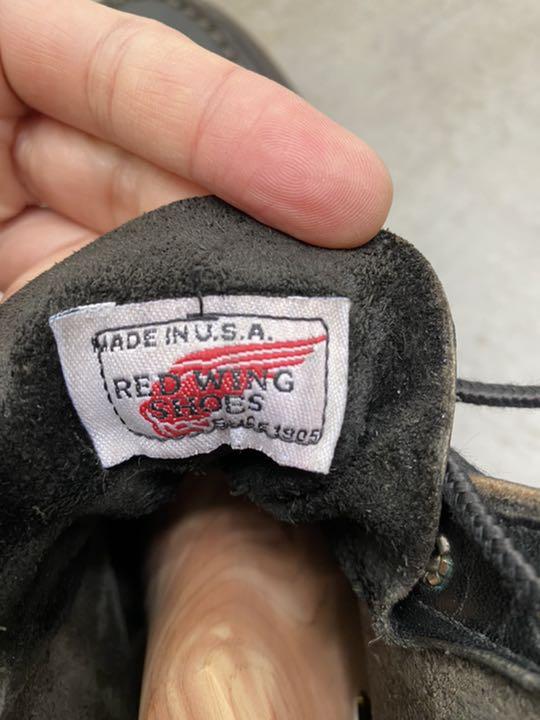 MADE IN U.S.A.
RED WING
SHOES
SINCE 1905